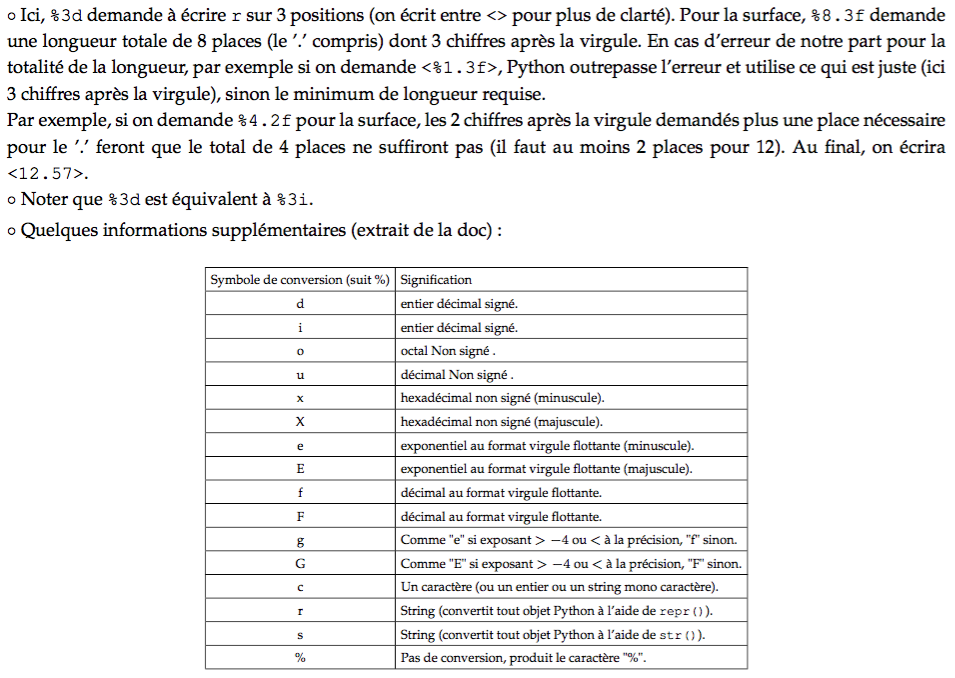 ◦ Ici, %3d demande à écrire r sur 3 positions (on écrit entre <> pour plus de clarté). Pour la surface, %8.3f demande
une longueur totale de 8 places (le '.' compris) dont 3 chiffres après la virgule. En cas d'erreur de notre part pour la
totalité de la longueur, par exemple si on demande <%1.3f>, Python outrepasse l'erreur et utilise ce qui est juste (ici
3 chiffres après la virgule), sinon le minimum de longueur requise.
Par exemple, si on demande %4.2f pour la surface, les 2 chiffres après la virgule demandés plus une place nécessaire
pour le '.' feront que le total de 4 places ne suffiront pas (il faut au moins 2 places pour 12). Au final, on écrira
<12.57>.
◦ Noter que %3d est équivalent à %3i.
◦ Quelques informations supplémentaires (extrait de la doc) :
Symbole de conversion (suit %) Signification
d entier décimal signé.
i entier décimal signé.
o octal Non signé .
u décimal Non signé .
x hexadécimal non signé (minuscule).
X hexadécimal non signé (majuscule).
e exponentiel au format virgule flottante (minuscule).
E exponentiel au format virgule flottante (majuscule).
f décimal au format virgule flottante.
F décimal au format virgule flottante.
g Comme "e" si exposant > −4 ou < à la précision, "f" sinon.
G Comme "E" si exposant > −4 ou < à la précision, "F" sinon.
c Un caractère (ou un entier ou un string mono caractère).
r String (convertit tout objet Python à l'aide de repr()).
s String (convertit tout objet Python à l'aide de str()).
% Pas de conversion, produit le caractère "%".